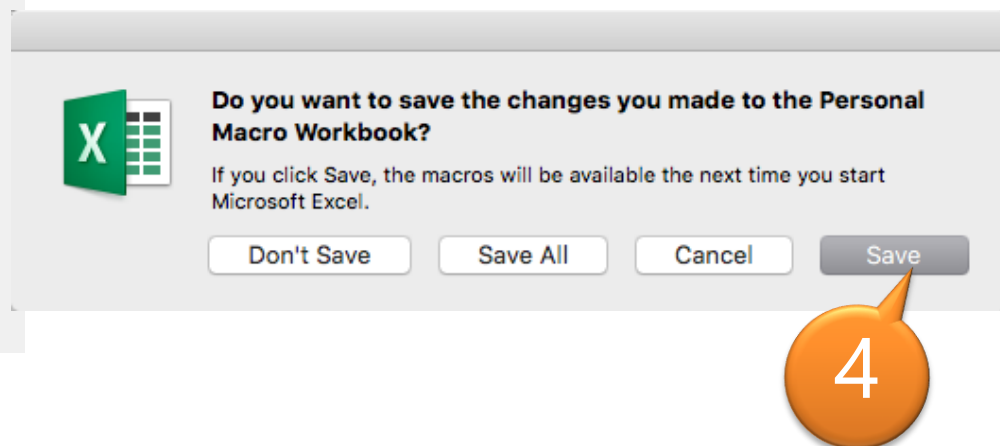 Do you want to save the changes you made to the Personal
Macro Workbook?
X
If you click Save, the macros will be available the next time you start
Microsoft Excel.
Don't Save Save All Cancel Save
4